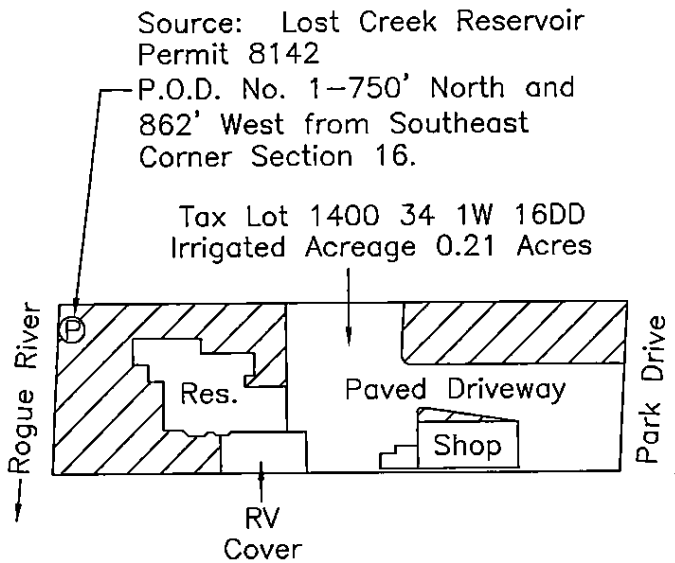 Source: Lost Creek Reservoir
Permit 8142
P.O.D. No. 1-750' North and
862' West from Southeast
Corner Section 16.
Tax Lot 1400 34 1W 16DD
Irrigated Acreage 0.21 Acres
Rogue River
P
Res.
Paved Driveway
Shop
Park Drive
RV
Cover